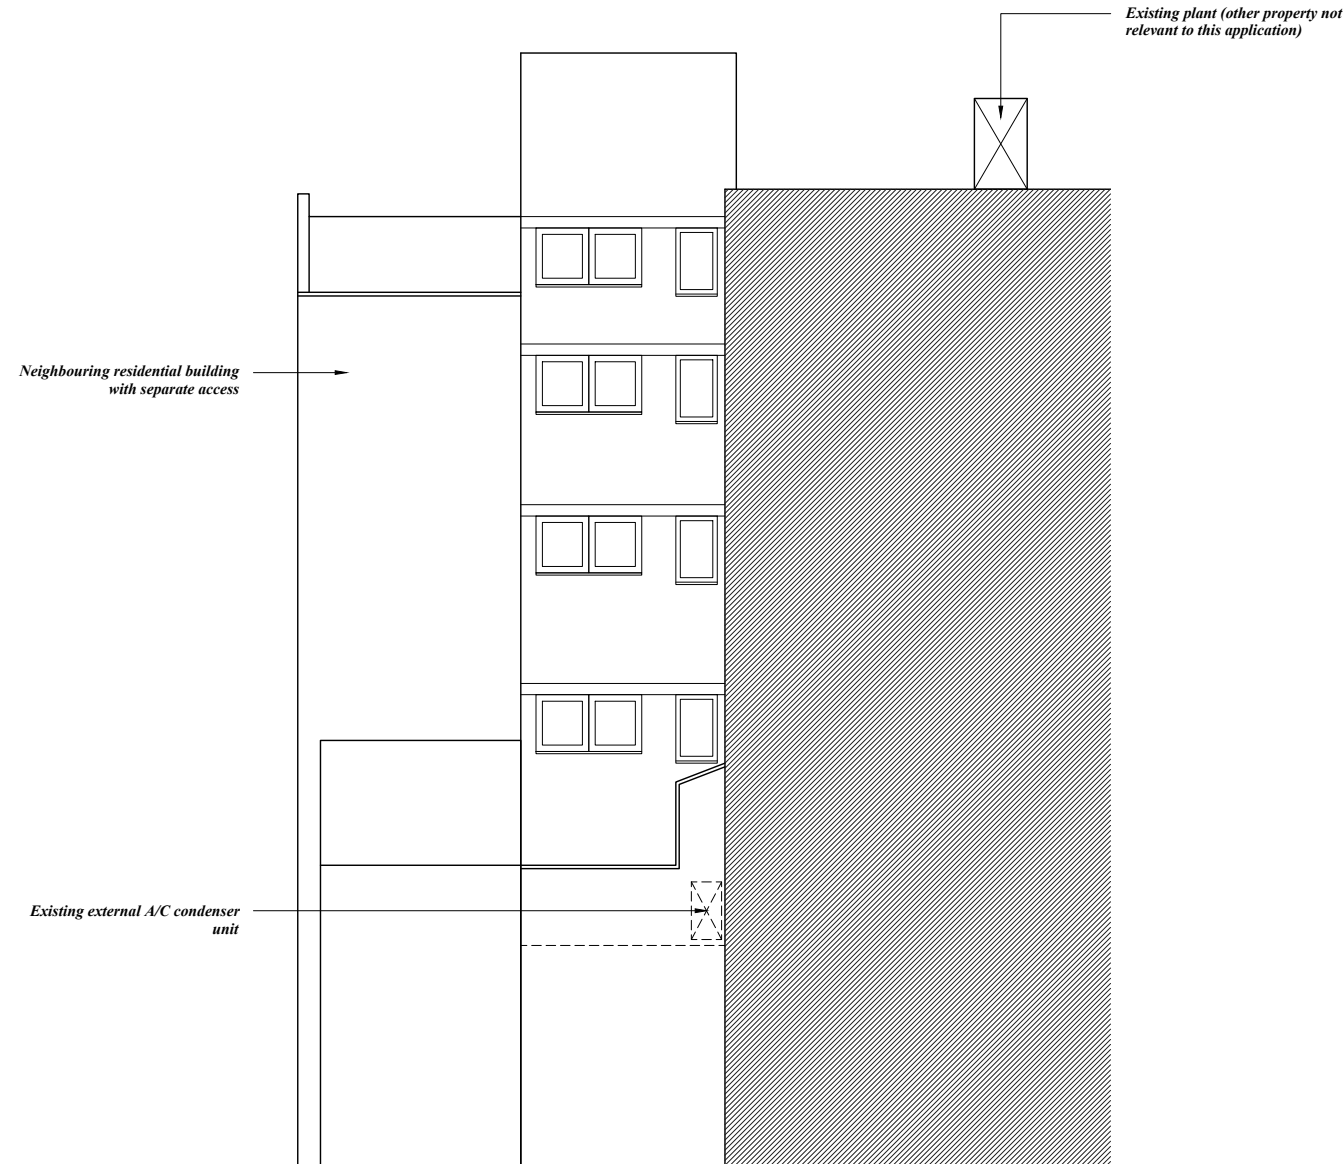 Existing plant (other property not
relevant to this application)
Neighbouring residential building
with separate access
Existing external A/C condenser
unit